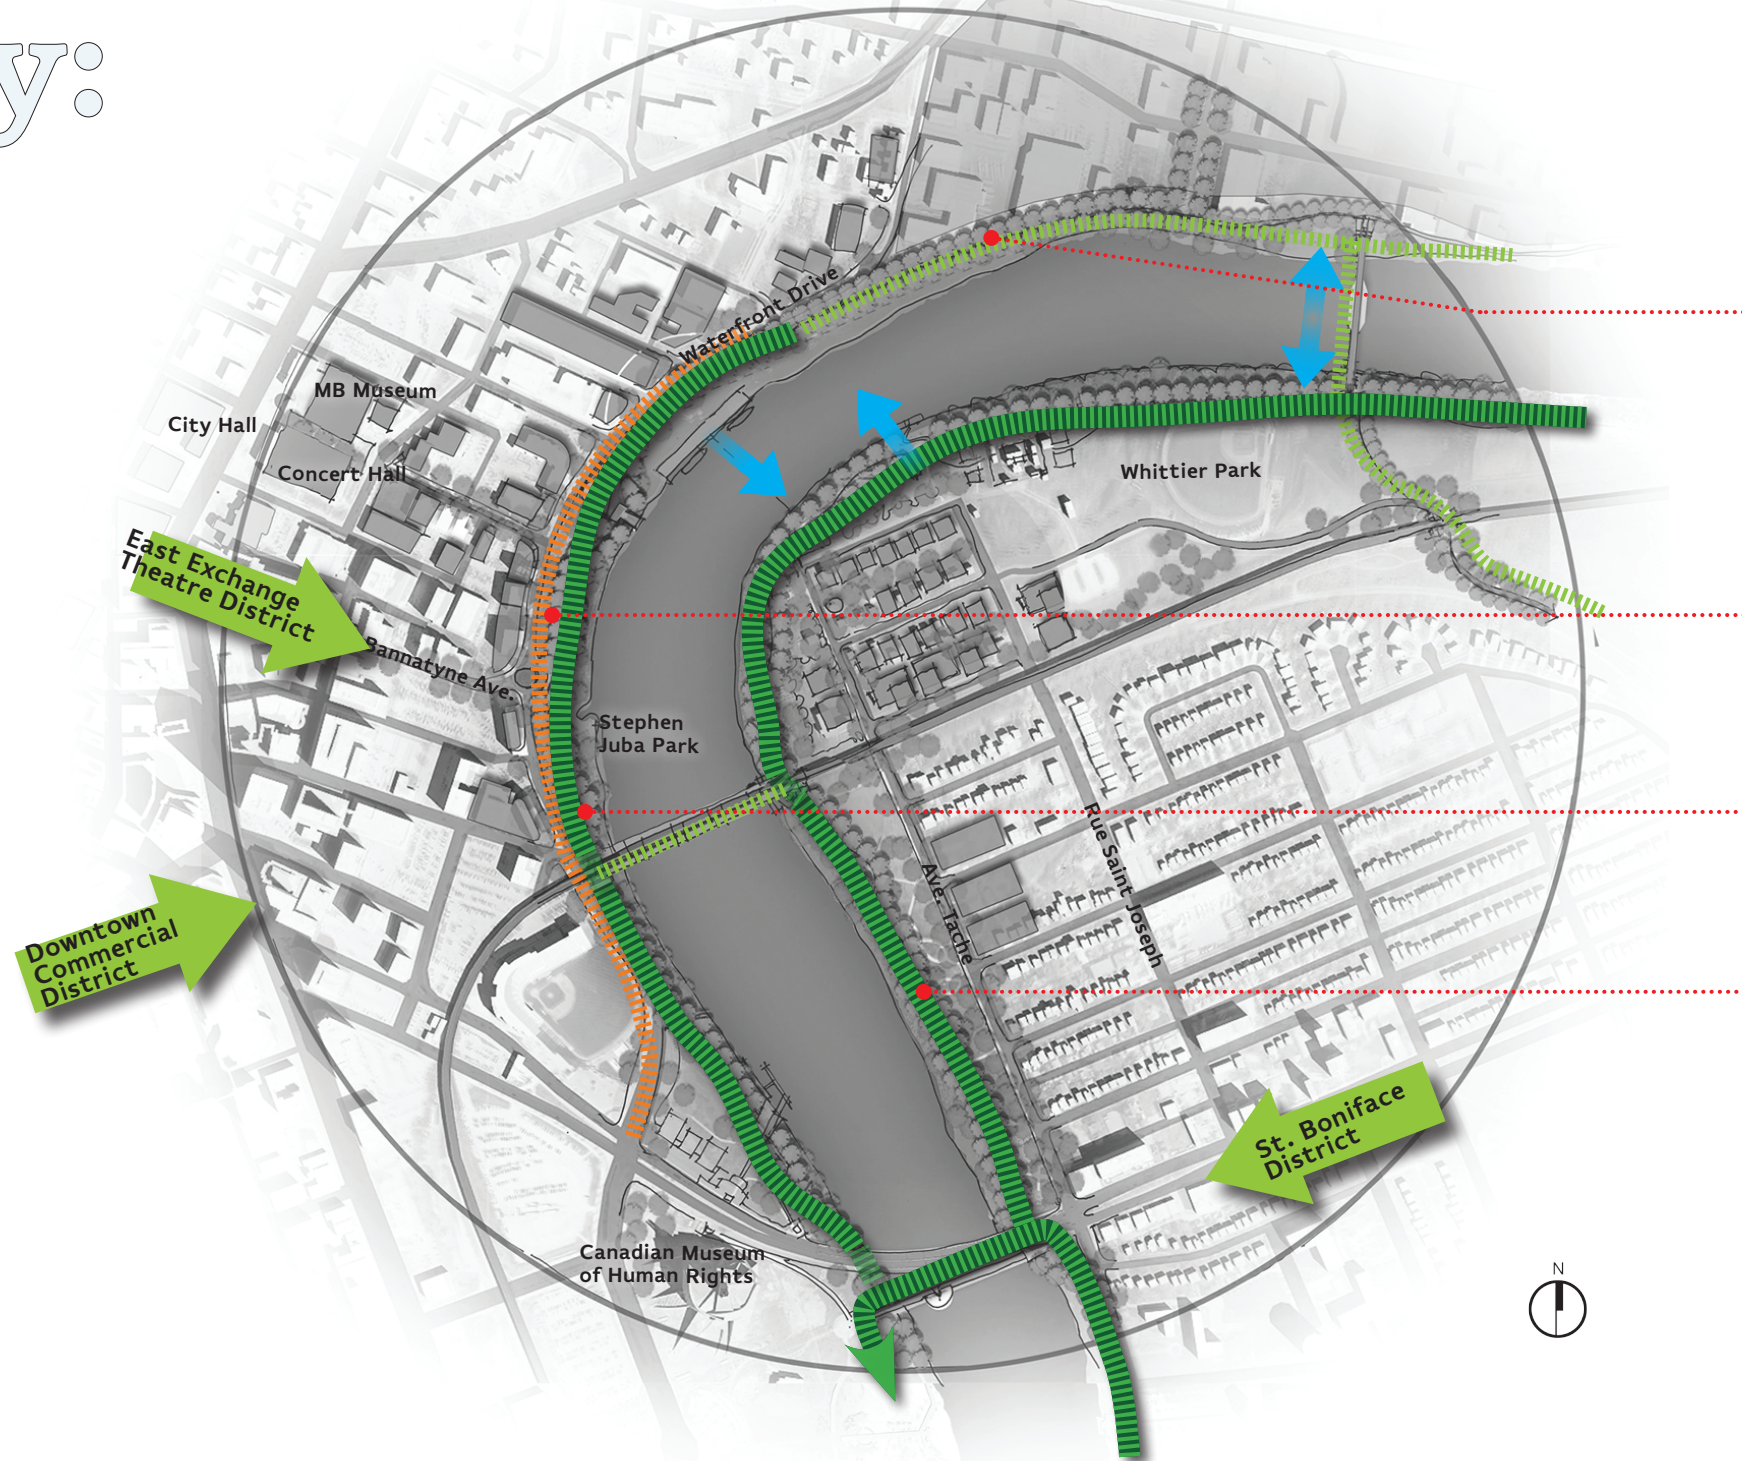 y:
Waterfront Drive
MB Museum
City Hall
Concert Hall
Whittier Park
East Exchange
Theatre District
Bannatyne Ave.
Stephen
Juba Park
Rue Saint Joseph
Ave. Tache
Downtown
Commercial
District
St. Boniface
District
Canadian Museum
of Human Rights
N